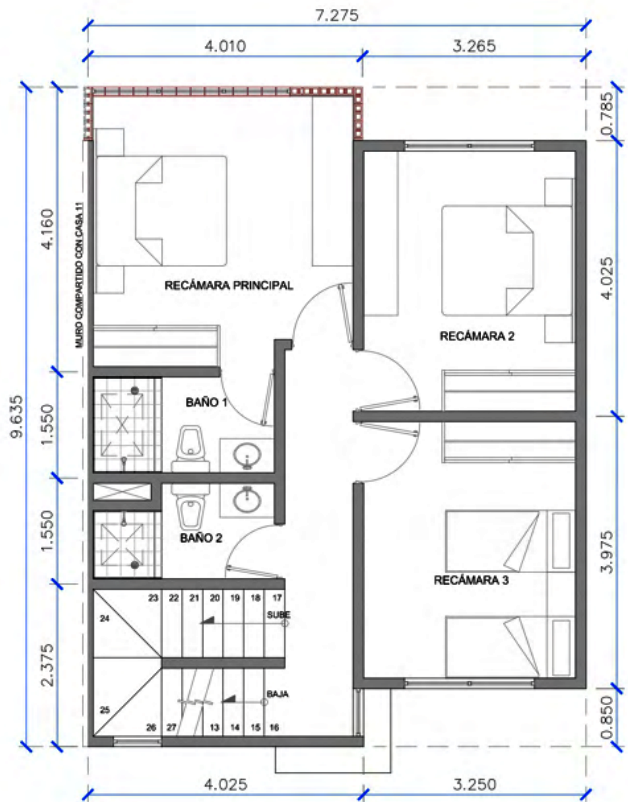 7.275
4.010
3.265
0.785
4.160
MURO COMPARTIDO CON CASA 11
RECÁMARA PRINCIPAL
4.025
RECÁMARA 2
9.635
BAÑO 1
1.550
1.550
BAÑO 2
3.975
RECÁMARA 3
23 22 21 20 19 18 17
24
SUBE
2.375
25
BAJA
26 27 13 14 15 16
0.850
4.025
3.250